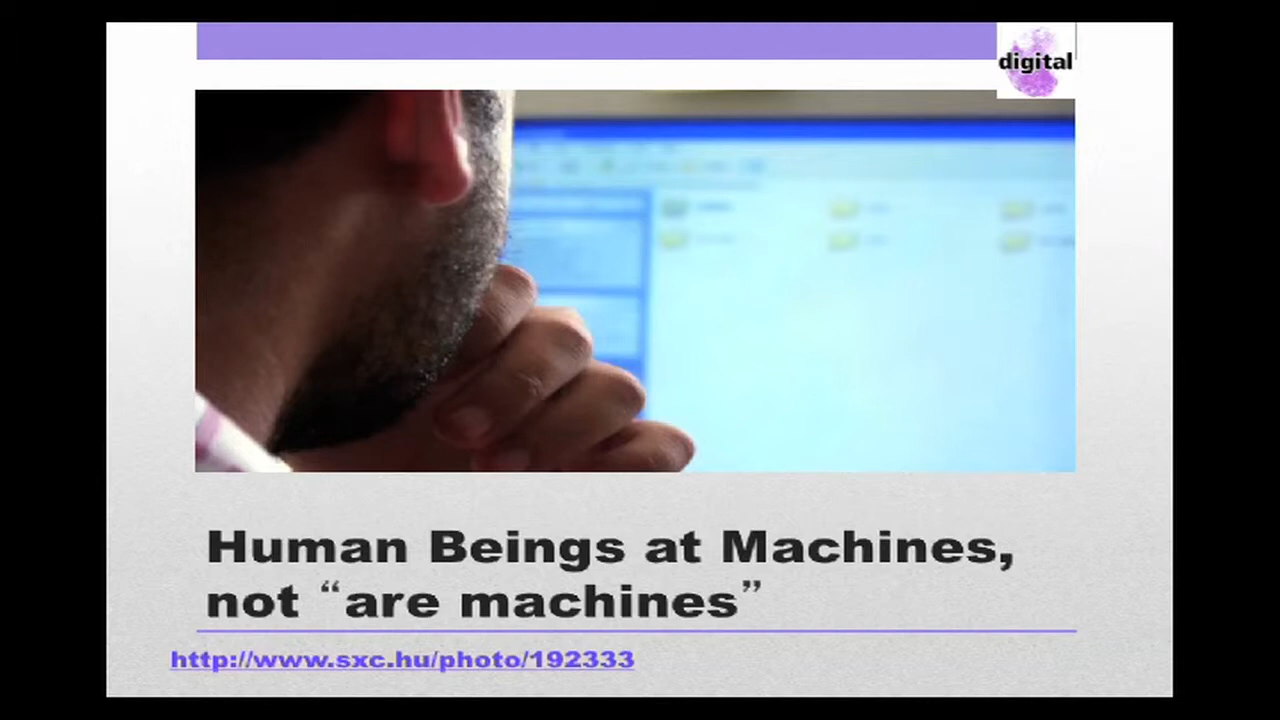 digital
Human Beings at Machines,
not “are machines”
http://www.sxc.hu/photo/192333